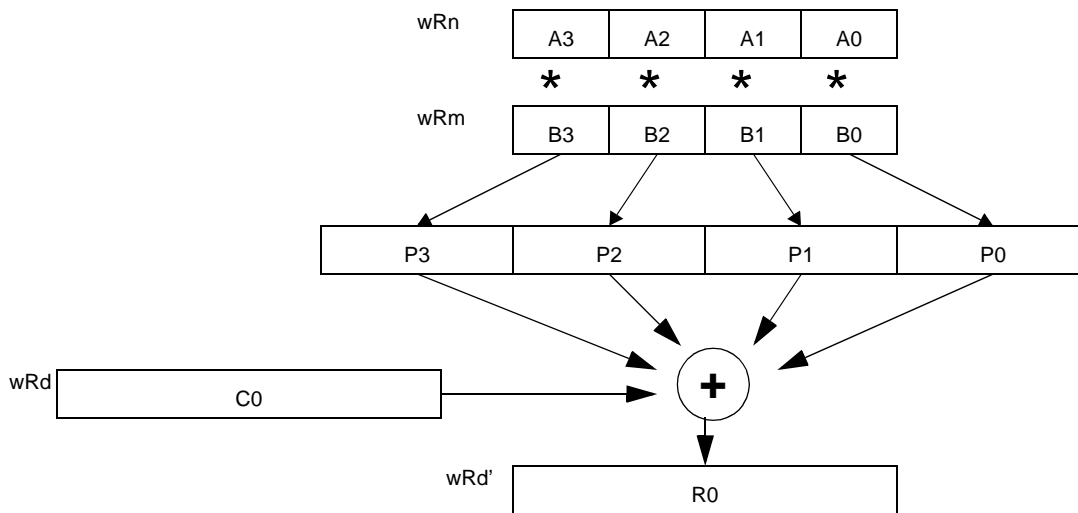 wRn
A3 A2 A1 A0
* * * *
wRm
B3 B2 B1 B0
P3 P2 P1 P0
+
wRd
C0
wRd’
R0